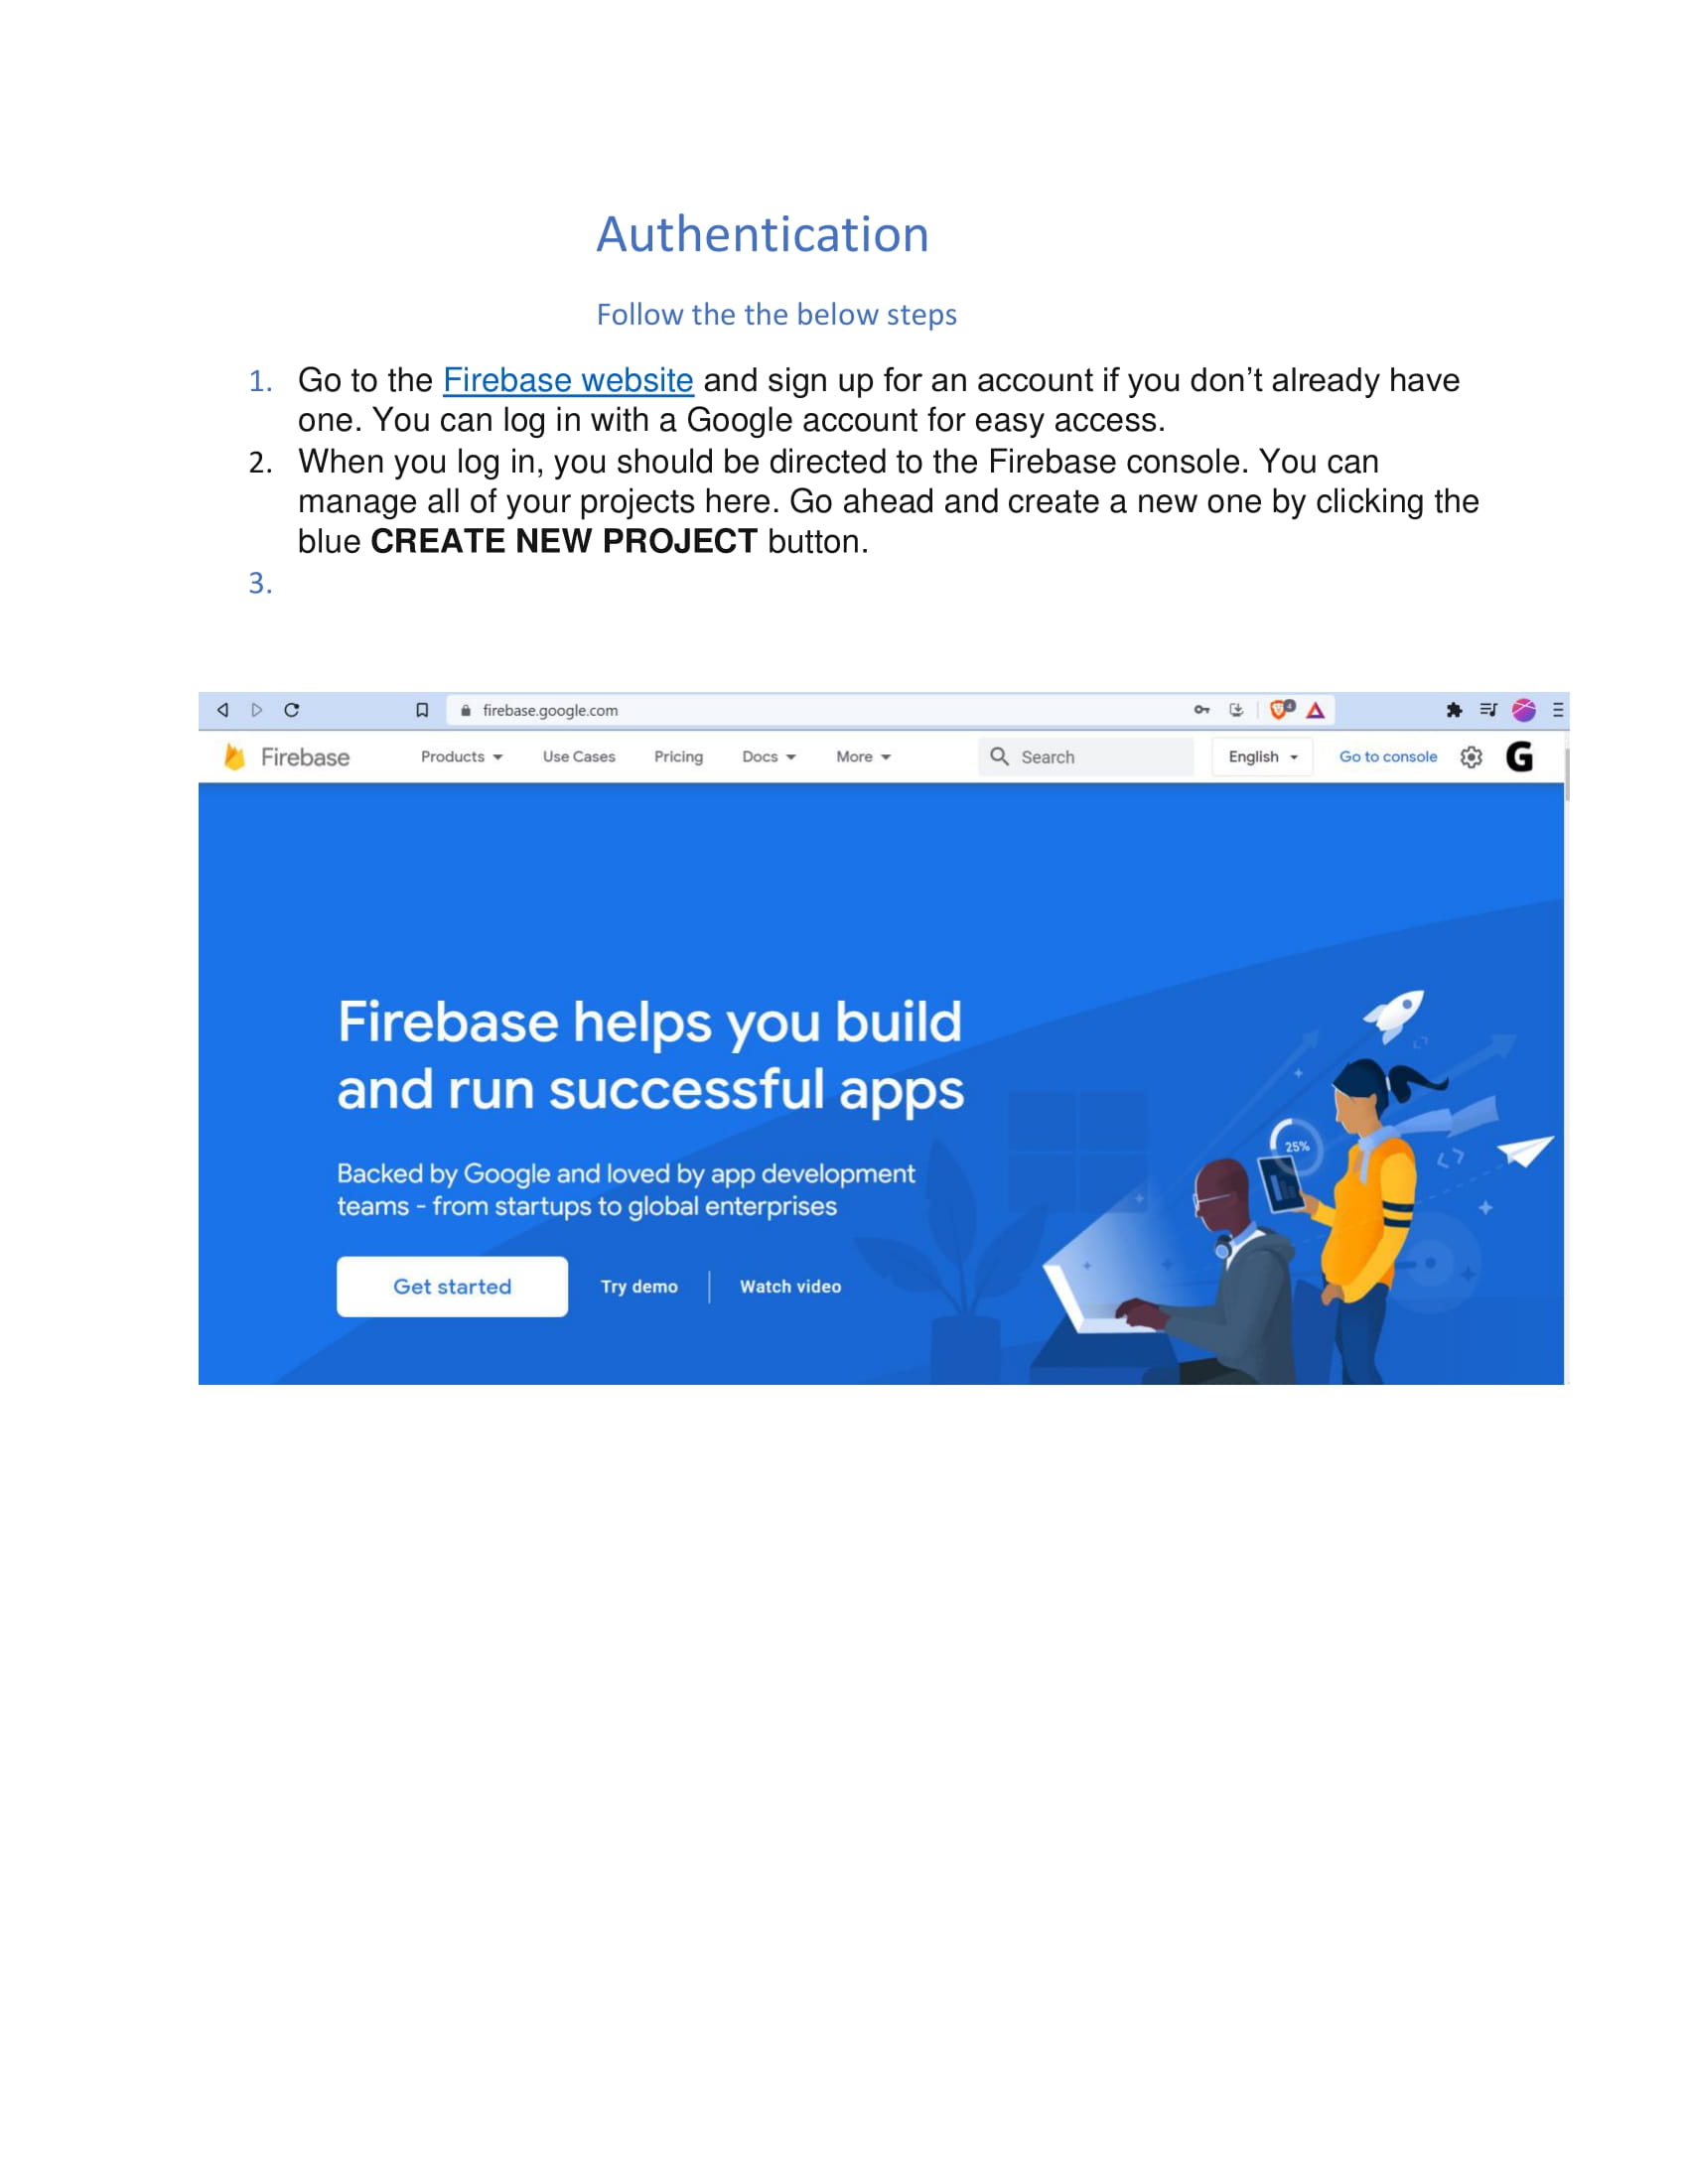 Authentication
Follow the the below steps
1. Go to the Firebase website and sign up for an account if you don’t already have
one. You can log in with a Google account for easy access.
2. When you log in, you should be directed to the Firebase console. You can
manage all of your projects here. Go ahead and create a new one by clicking the
blue CREATE NEW PROJECT button.
3.
firebase.google.com 4
Firebase Products Use Cases Pricing Docs More Search English Go to console G
Firebase helps you build
and run successful apps
25%
Backed by Google and loved by app development
teams - from startups to global enterprises
Get started Try demo Watch video